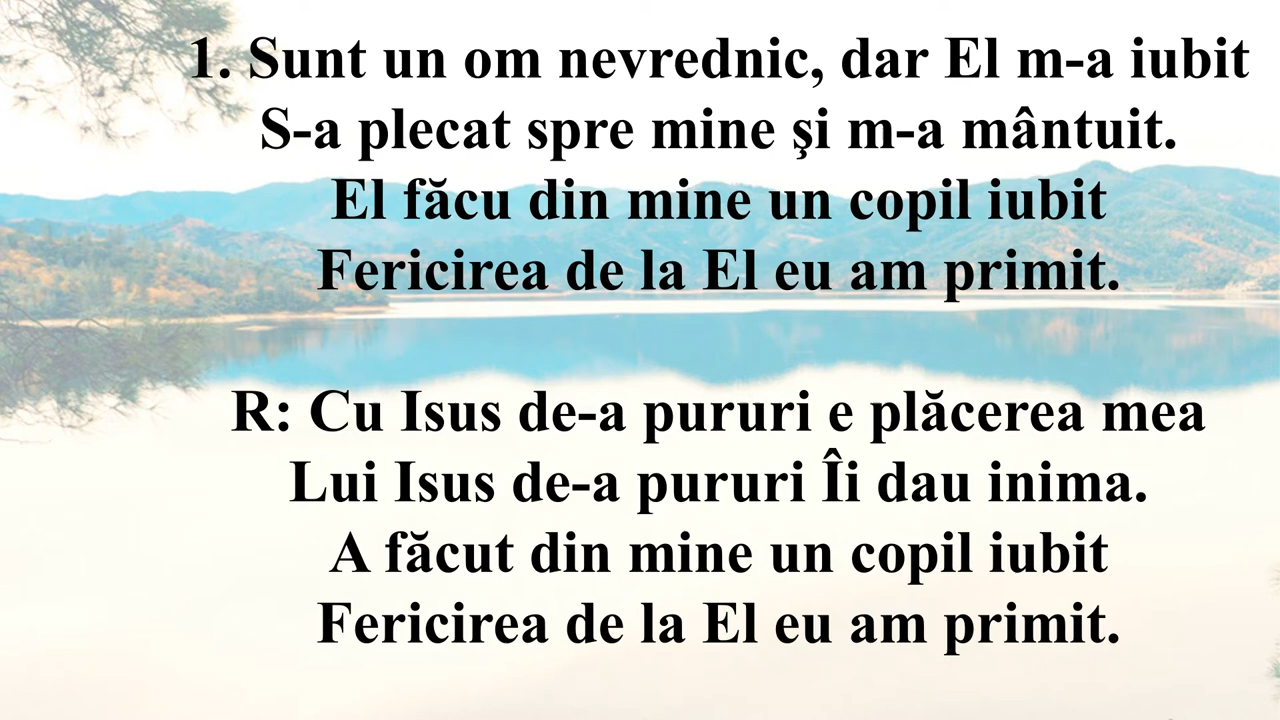 1. Sunt un om nevrednic, dar El m-a iubit
S-a plecat spre mine şi m-a mântuit.
El făcu din mine un copil iubit
Fericirea de la El eu am primit.
R: Cu Isus de-a pururi e plăcerea mea
Lui Isus de-a pururi Îi dau inima.
A făcut din mine un copil iubit
Fericirea de la El eu am primit.